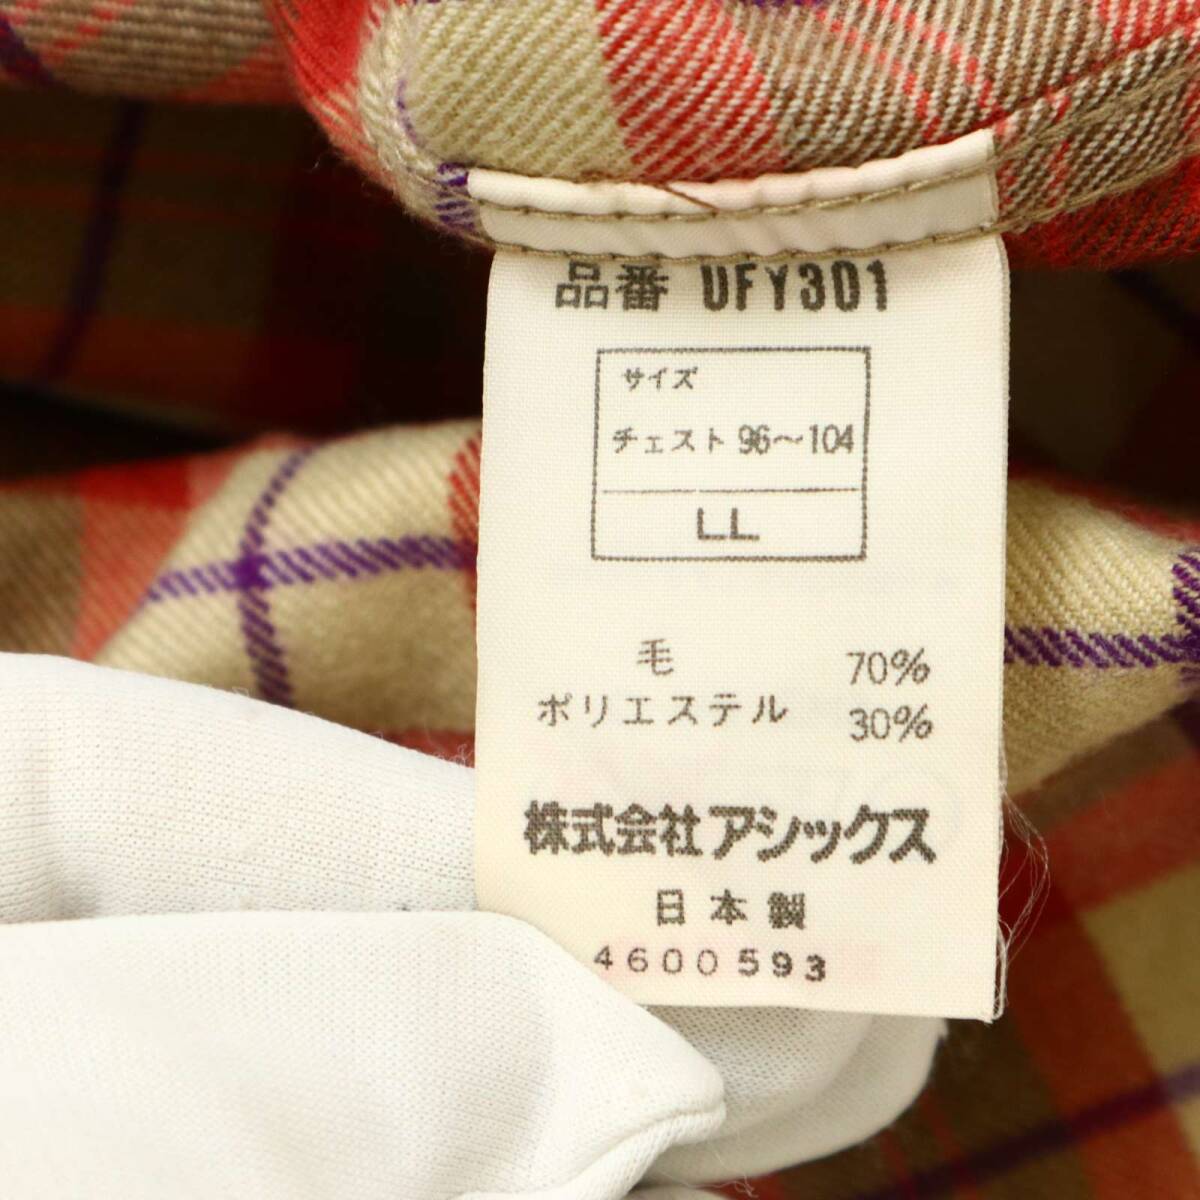 品番 UFY301
サイズ
チェスト 96〜104
LL
毛 70%
ポリエステル 30%
株式会社アシックス
日本製
4600593